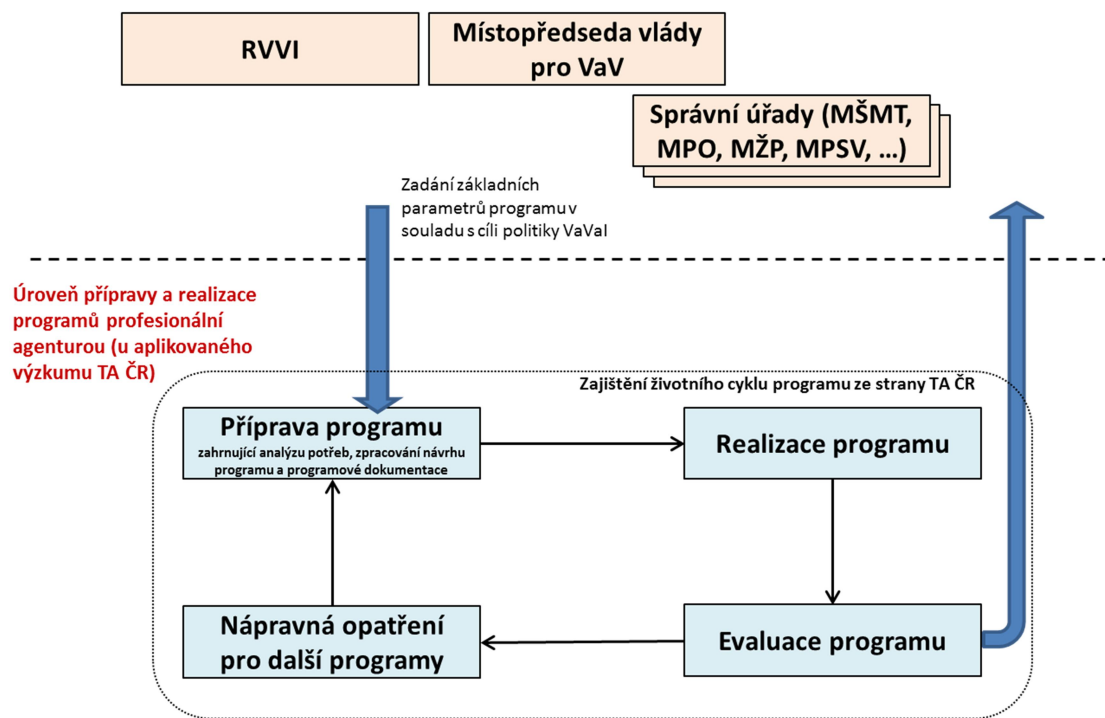 RVVI
Místopředseda vlády
pro VaV
Správní úřady (MŠMT,
MPO, MŽP, MPSV, …)
Zadání základních
parametrů programu v
souladu s cíli politiky VaVaI
Úroveň přípravy a realizace
programů profesionální
agenturou (u aplikovaného
výzkumu TA ČR)
Zajištění životního cyklu programu ze strany TA ČR
Příprava programu
zahrnující analýzu potřeb, zpracování návrhu
programu a programové dokumentace
Realizace programu
Nápravná opatření
pro další programy
Evaluace programu